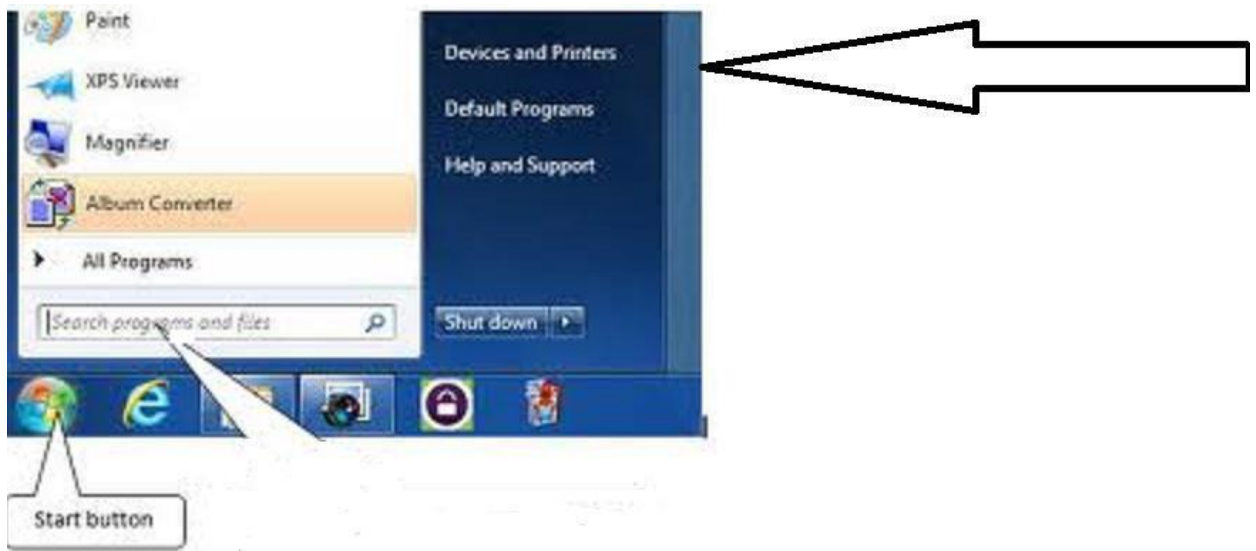 Paint
XPS Viewer
Magnifier
Album Converter
All Programs
Search programs and files
Devices and Printers
Default Programs
Help and Support
Shut down
Start button